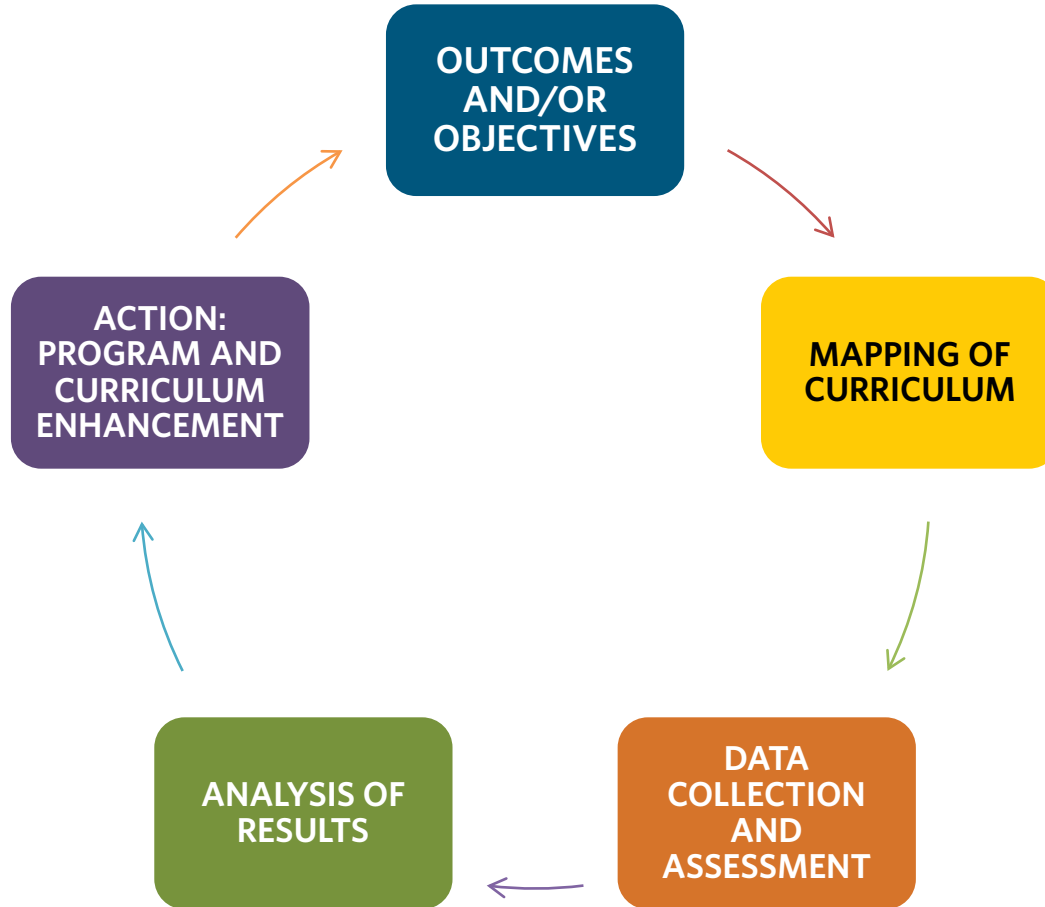 OUTCOMES
AND/OR
OBJECTIVES
MAPPING OF
CURRICULUM
DATA
COLLECTION
AND
ASSESSMENT
ANALYSIS OF
RESULTS
ACTION:
PROGRAM AND
CURRICULUM
ENHANCEMENT